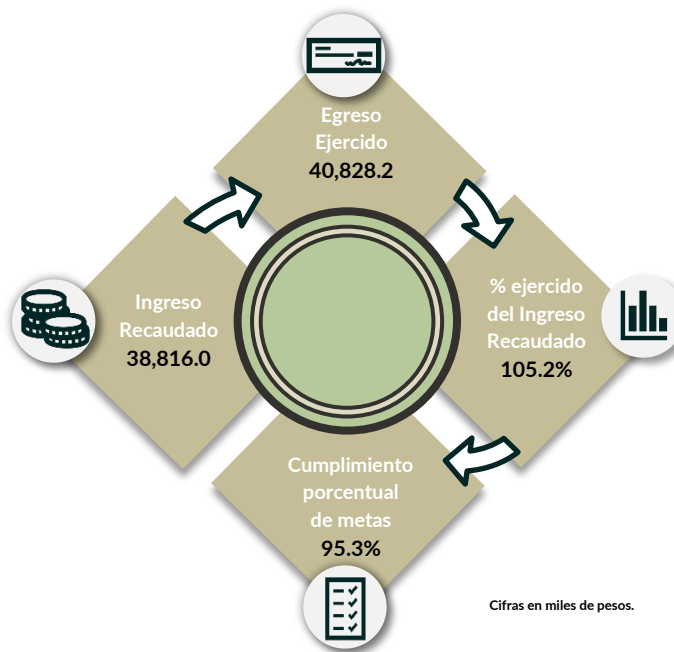 Egreso
Ejercido
40,828.2
Ingreso
Recaudado
38,816.0
% ejercido
del Ingreso
Recaudado
105.2%
Cumplimiento
porcentual
de metas
95.3%
Cifras en miles de pesos.